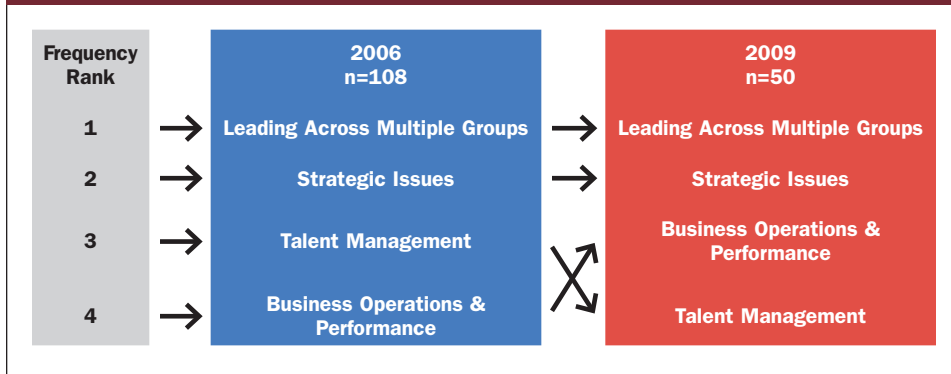 Frequency
Rank
2006
n=108
2009
n=50
1
Leading Across Multiple Groups
Leading Across Multiple Groups
2
Strategic Issues
Strategic Issues
3
Talent Management
Business Operations &
Performance
4
Business Operations &
Performance
Talent Management